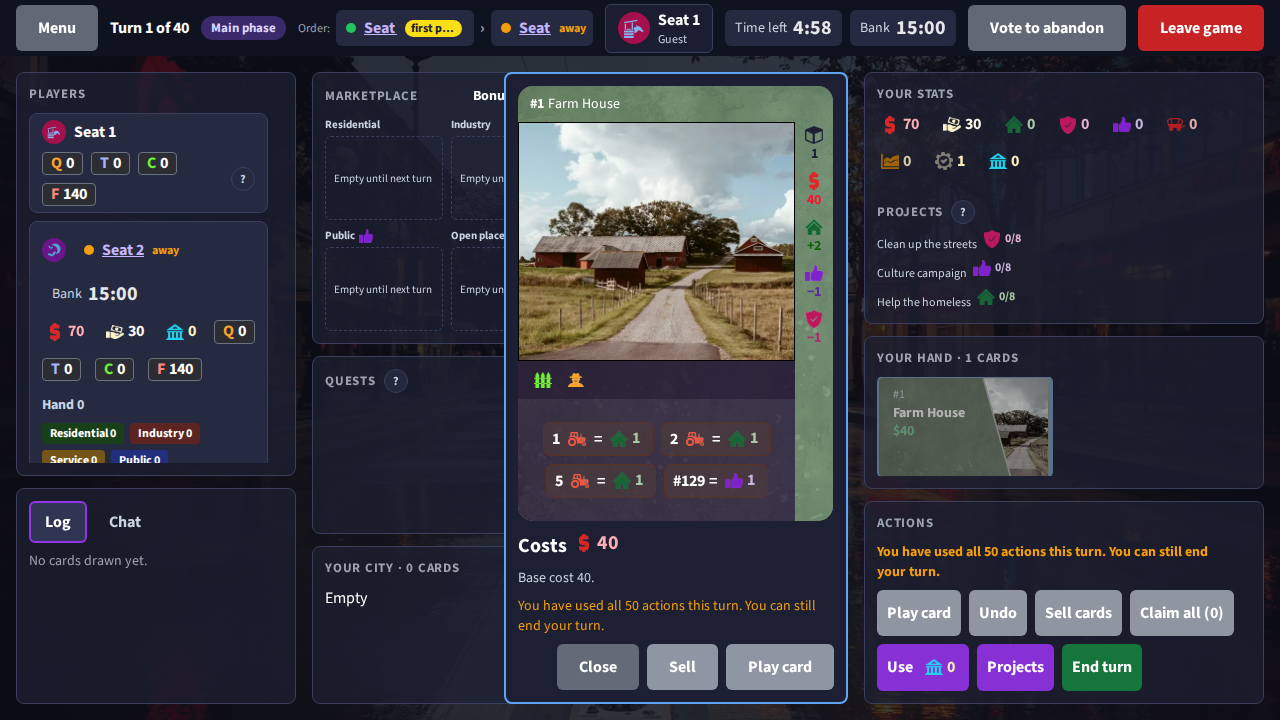 Menu
Turn 1 of 40
Main phase
Order:
Seat
first p...
›
Seat
away
Seat 1
Guest
Time left 4:58
Bank 15:00
Vote to abandon
Leave game
PLAYERS
Seat 1
Q 0
T 0
C 0
F 140
?
Seat 2 away
Bank 15:00
70
30
0
Q 0
T 0
C 0
F 140
Hand 0
Residential 0
Industry 0
Service 0
Public 0
Log
Chat
No cards drawn yet.
MARKETPLACE
Bonu
Residential
Industry
Empty until next turn
Empty un
Public
Open place
Empty until next turn
Empty un
QUESTS ?
YOUR CITY · 0 CARDS
Empty
#1 Farm House
1
40
+2
−1
−1
1 = 1
2 = 1
5 = 1
#129 = 1
Costs 40
Base cost 40.
You have used all 50 actions this turn. You can still
end your turn.
Close
Sell
Play card
YOUR STATS
70
30
0
0
0
0
0
1
0
PROJECTS ?
Clean up the streets 0/8
Culture campaign 0/8
Help the homeless 0/8
YOUR HAND · 1 CARDS
#1
Farm House
$40
ACTIONS
You have used all 50 actions this turn. You can still end
your turn.
Play card
Undo
Sell cards
Claim all (0)
Use 0
Projects
End turn